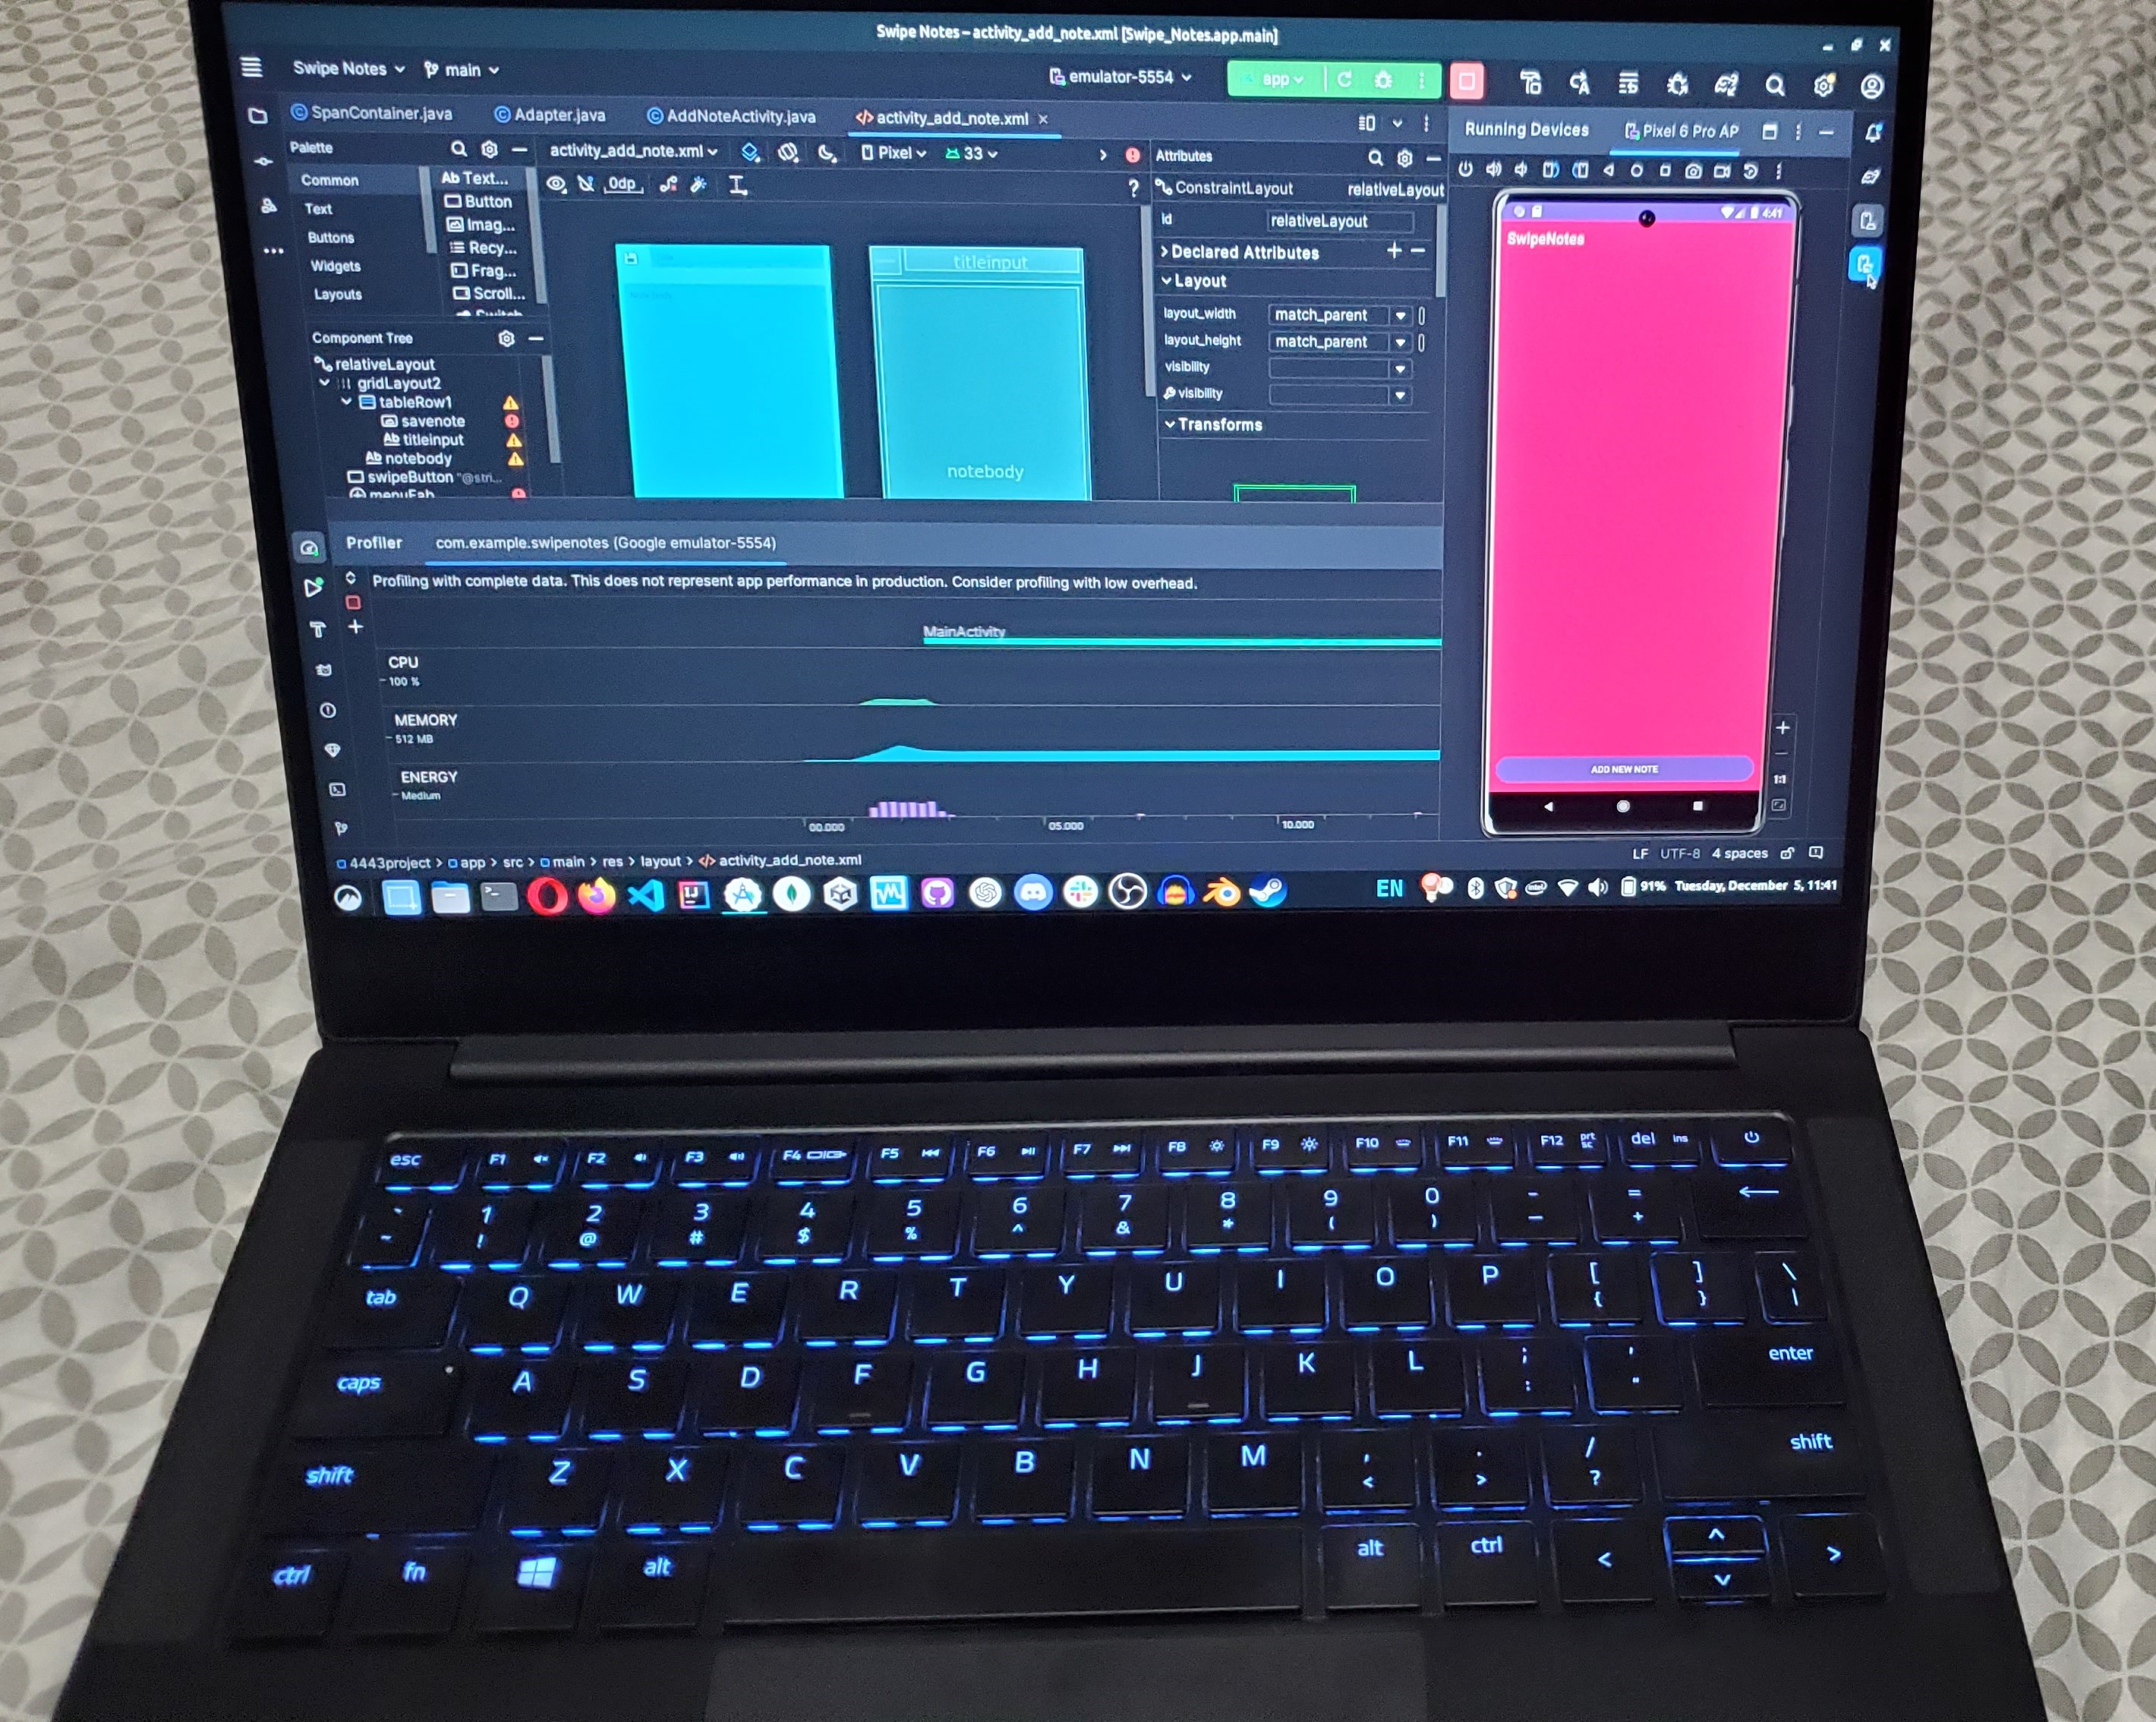 Swipe Notes – activity_add_note.xml [Swipe_Notes.app.main]
Swipe Notes main emulator-5554 app
SpanContainer.java Adapter.java AddNoteActivity.java activity_add_note.xml
Running Devices Pixel 6 Pro AP
Palette activity_add_note.xml Pixel 33 Attributes
Common Ab Text...
Text Button
Buttons Imag...
Widgets Recy...
Layouts Frag...
Scroll...
0dp
?
ConstraintLayout relativeLayout
id relativeLayout
Declared Attributes
Layout
layout_width match_parent
layout_height match_parent
visibility
visibility
Transforms
titleinput
notebody
Component Tree
relativeLayout
gridLayout2
tableRow1
savenote
Ab titleinput
Ab notebody
swipeButton "@stri...
menuFab
4:41
SwipeNotes
ADD NEW NOTE
1:1
Profiler com.example.swipenotes (Google emulator-5554)
Profiling with complete data. This does not represent app performance in production. Consider profiling with low overhead.
MainActivity
CPU
100 %
MEMORY
512 MB
ENERGY
Medium
00.000 05.000 10.000
4443project > app > src > main > res > layout > activity_add_note.xml
LF UTF-8 4 spaces
EN 91% Tuesday, December 5, 11:41
esc F1 F2 F3 F4 F5 F6 F7 F8 F9 F10 F11 F12 prt sc del ins
` ~ 1 ! 2 @ 3 # 4 $ 5 % 6 ^ 7 & 8 * 9 ( 0 ) - _ = +
tab Q W E R T Y U I O P [ { ] } \ |
caps A S D F G H J K L ; : ' " enter
shift Z X C V B N M , < . > / ? shift
ctrl fn alt alt ctrl < ^ v >